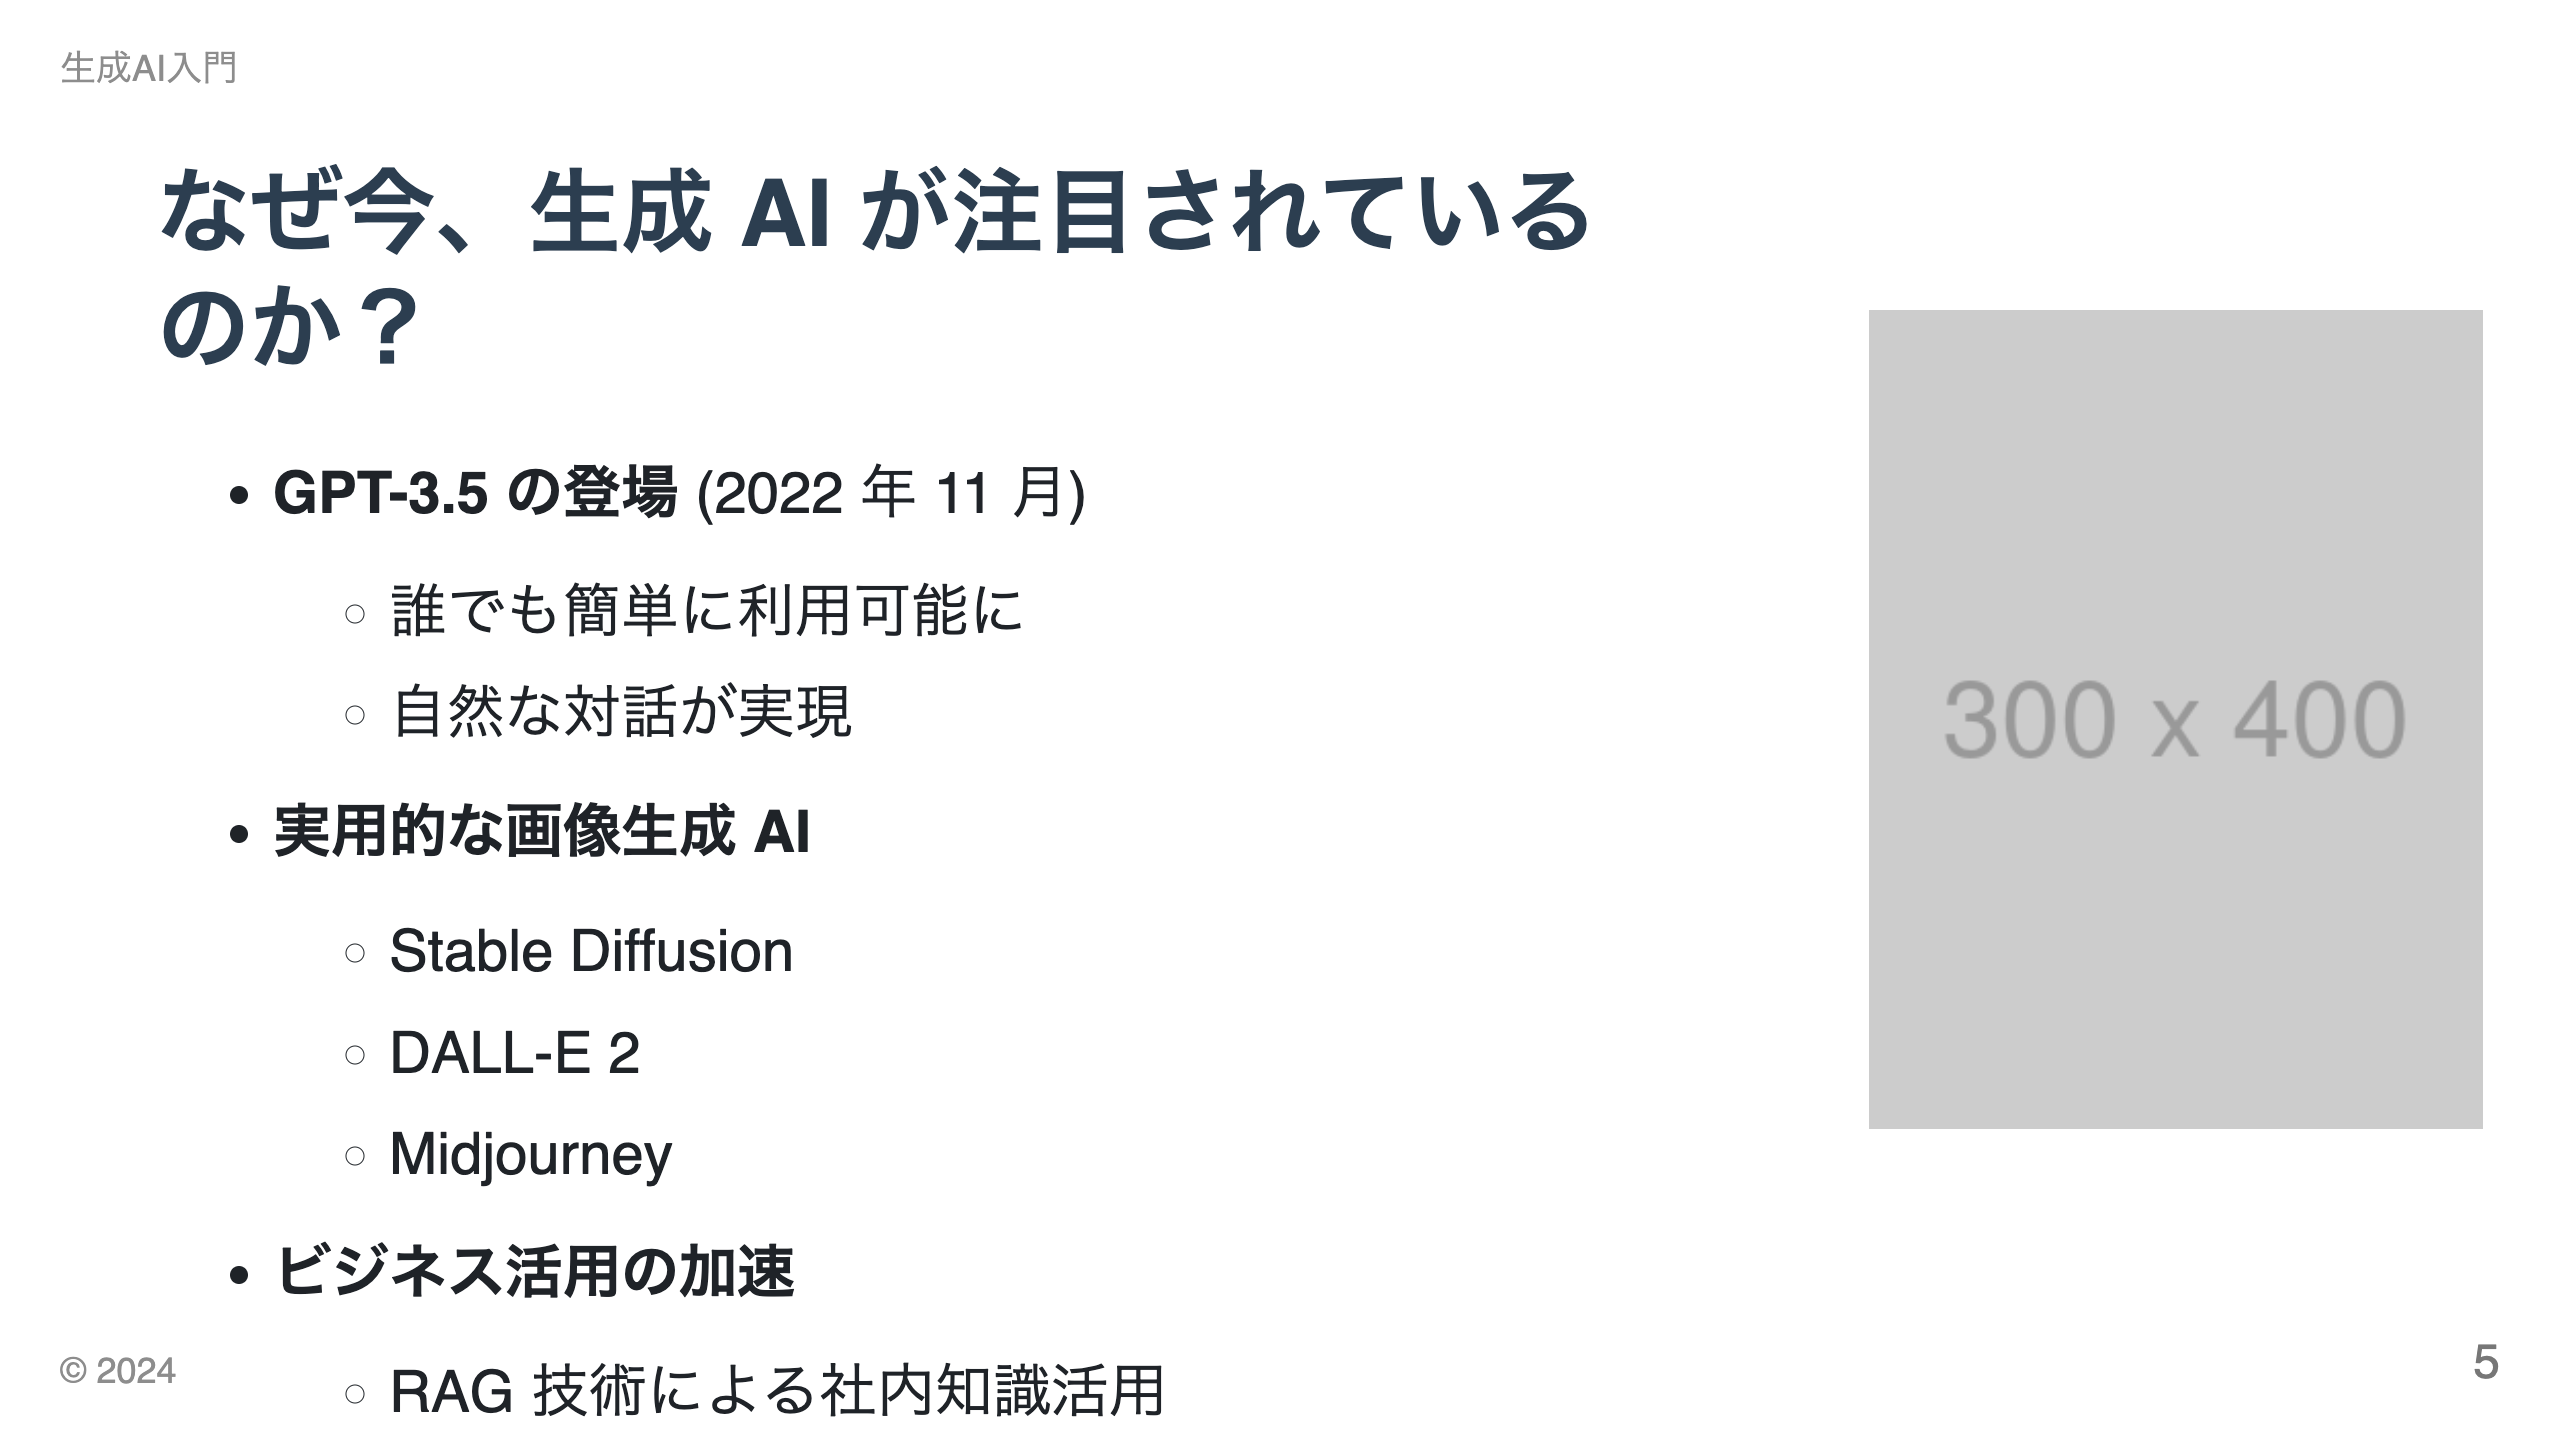 生成AI入門
なぜ今、生成 AI が注目されている
のか？
• GPT-3.5 の登場 (2022 年 11 月)
○ 誰でも簡単に利用可能に
○ 自然な対話が実現
• 実用的な画像生成 AI
○ Stable Diffusion
○ DALL-E 2
○ Midjourney
• ビジネス活用の加速
○ RAG 技術による社内知識活用
300 x 400
© 2024
5